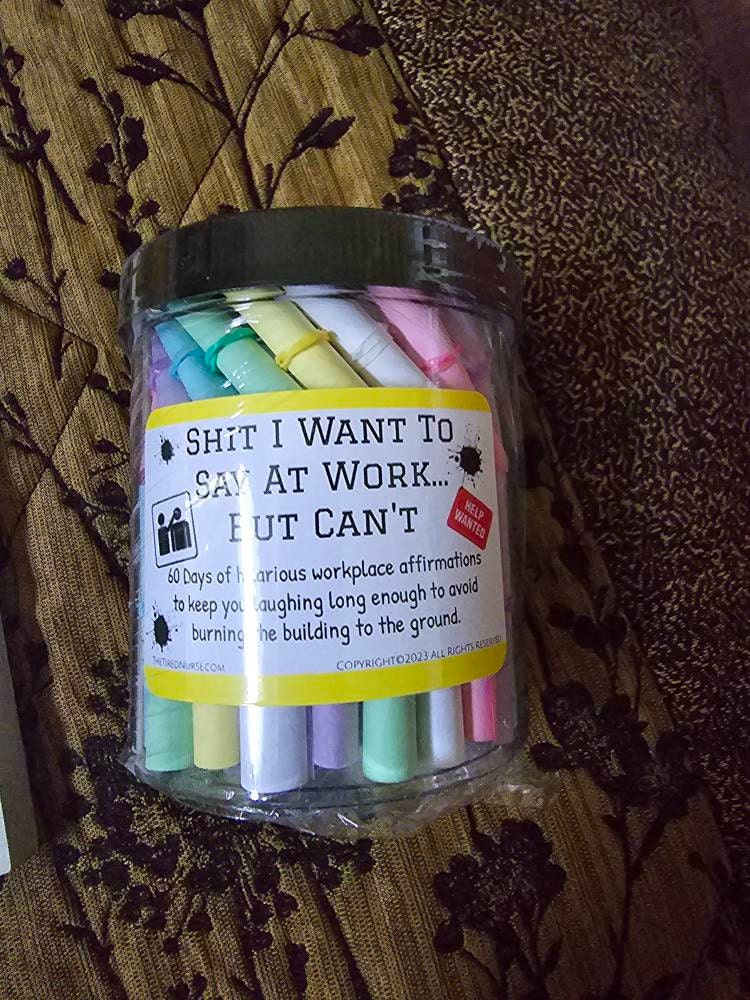 SHIT I WANT TO
SAY AT WORK...
BUT CAN'T
HELP
WANTED
60 Days of hilarious workplace affirmations
to keep you laughing long enough to avoid
burning the building to the ground.
THETIREDNURSE.COM
COPYRIGHT©2023 ALL RIGHTS RESERVED